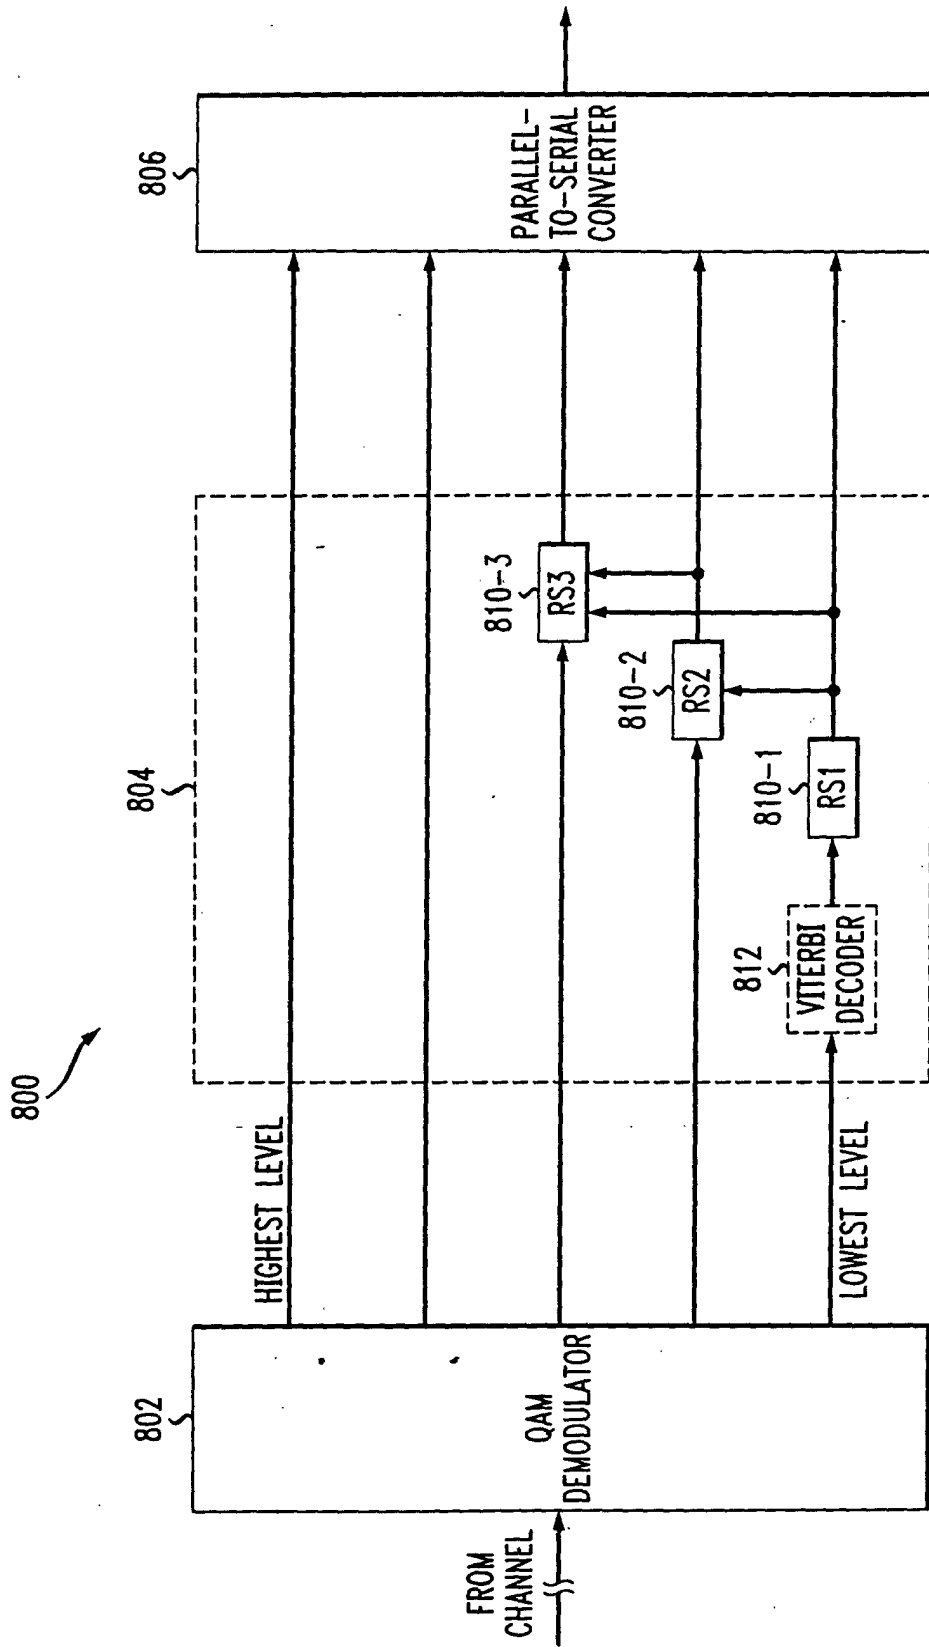 800
802
804
806
FROM
CHANNEL
QAM
DEMODULATOR
HIGHEST LEVEL
LOWEST LEVEL
812
VITERBI
DECODER
810-1
RS1
810-2
RS2
810-3
RS3
PARALLEL-
TO-SERIAL
CONVERTER